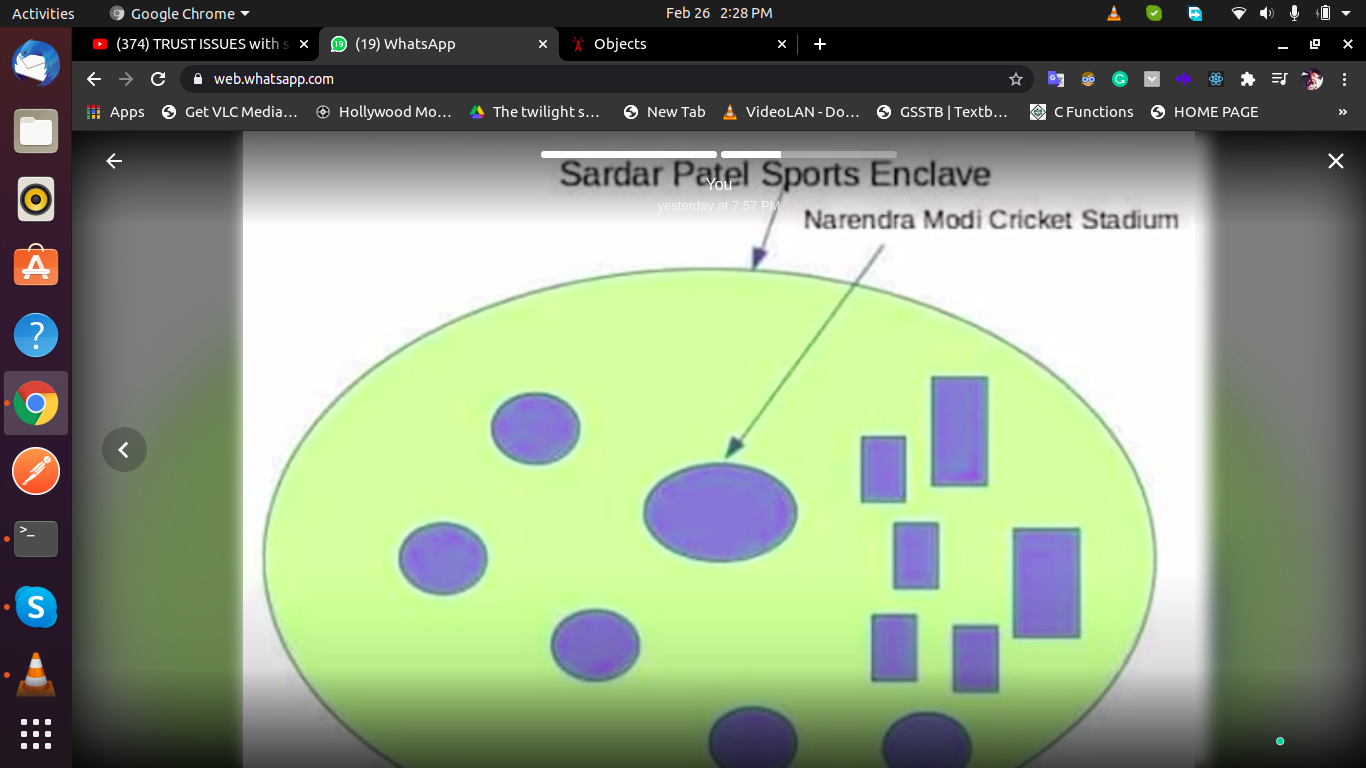 Activities
Google Chrome
Feb 26 2:28 PM
(374) TRUST ISSUES with s
(19) WhatsApp
Objects
web.whatsapp.com
Apps
Get VLC Media…
Hollywood Mo…
The twilight s…
New Tab
VideoLAN - Do…
GSSTB | Textb…
C Functions
HOME PAGE
»
Sardar Patel Sports Enclave
You
yesterday at 7:57 PM
Narendra Modi Cricket Stadium